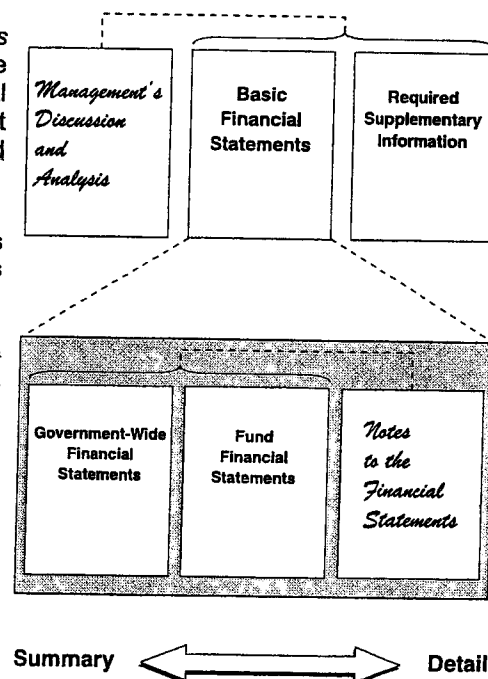 Management's
Discussion
and
Analysis
Basic
Financial
Statements
Required
Supplementary
Information
Government-Wide
Financial
Statements
Fund
Financial
Statements
Notes
to the
Financial
Statements
Summary
Detail